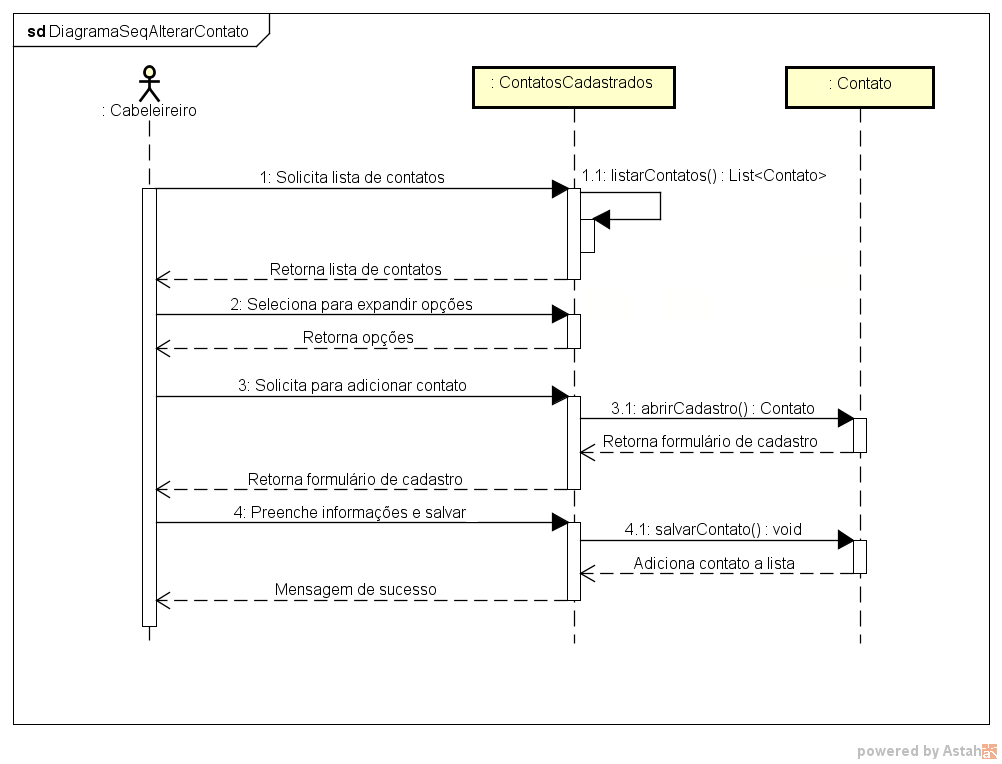 sd DiagramaSeqAlterarContato
: Cabeleireiro
: ContatosCadastrados
: Contato
1: Solicita lista de contatos
1.1: listarContatos() : List<Contato>
Retorna lista de contatos
2: Seleciona para expandir opções
Retorna opções
3: Solicita para adicionar contato
3.1: abrirCadastro() : Contato
Retorna formulário de cadastro
Retorna formulário de cadastro
4: Preenche informações e salvar
4.1: salvarContato() : void
Adiciona contato a lista
Mensagem de sucesso
powered by Astah